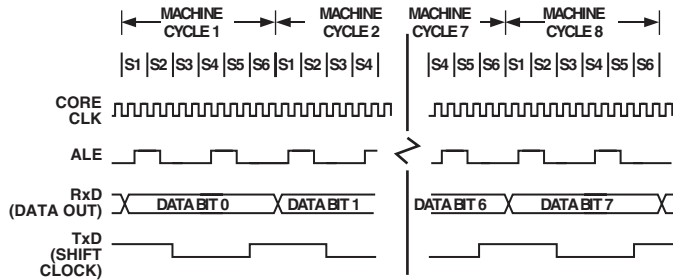 MACHINE CYCLE 1
MACHINE CYCLE 2
MACHINE CYCLE 7
MACHINE CYCLE 8
S1 S2 S3 S4 S5 S6 S1 S2 S3 S4
S4 S5 S6 S1 S2 S3 S4 S5 S6
CORE CLK
ALE
RxD (DATA OUT)
DATA BIT 0
DATA BIT 1
DATA BIT 6
DATA BIT 7
TxD (SHIFT CLOCK)